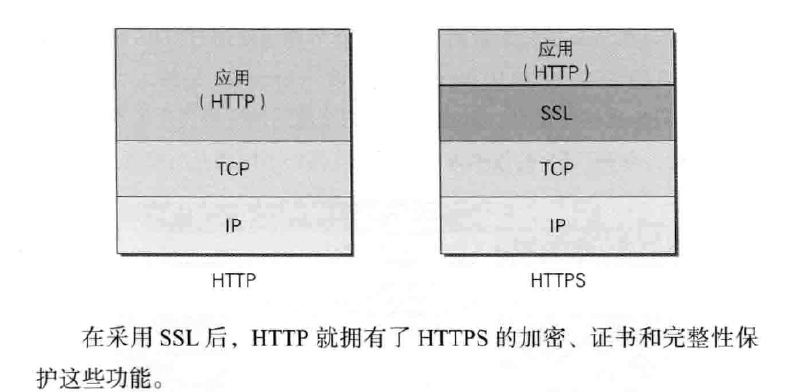 应用
（HTTP）
TCP
IP
HTTP
应用
（HTTP）
SSL
TCP
IP
HTTPS
在采用 SSL 后，HTTP 就拥有了 HTTPS 的加密、证书和完整性保
护这些功能。